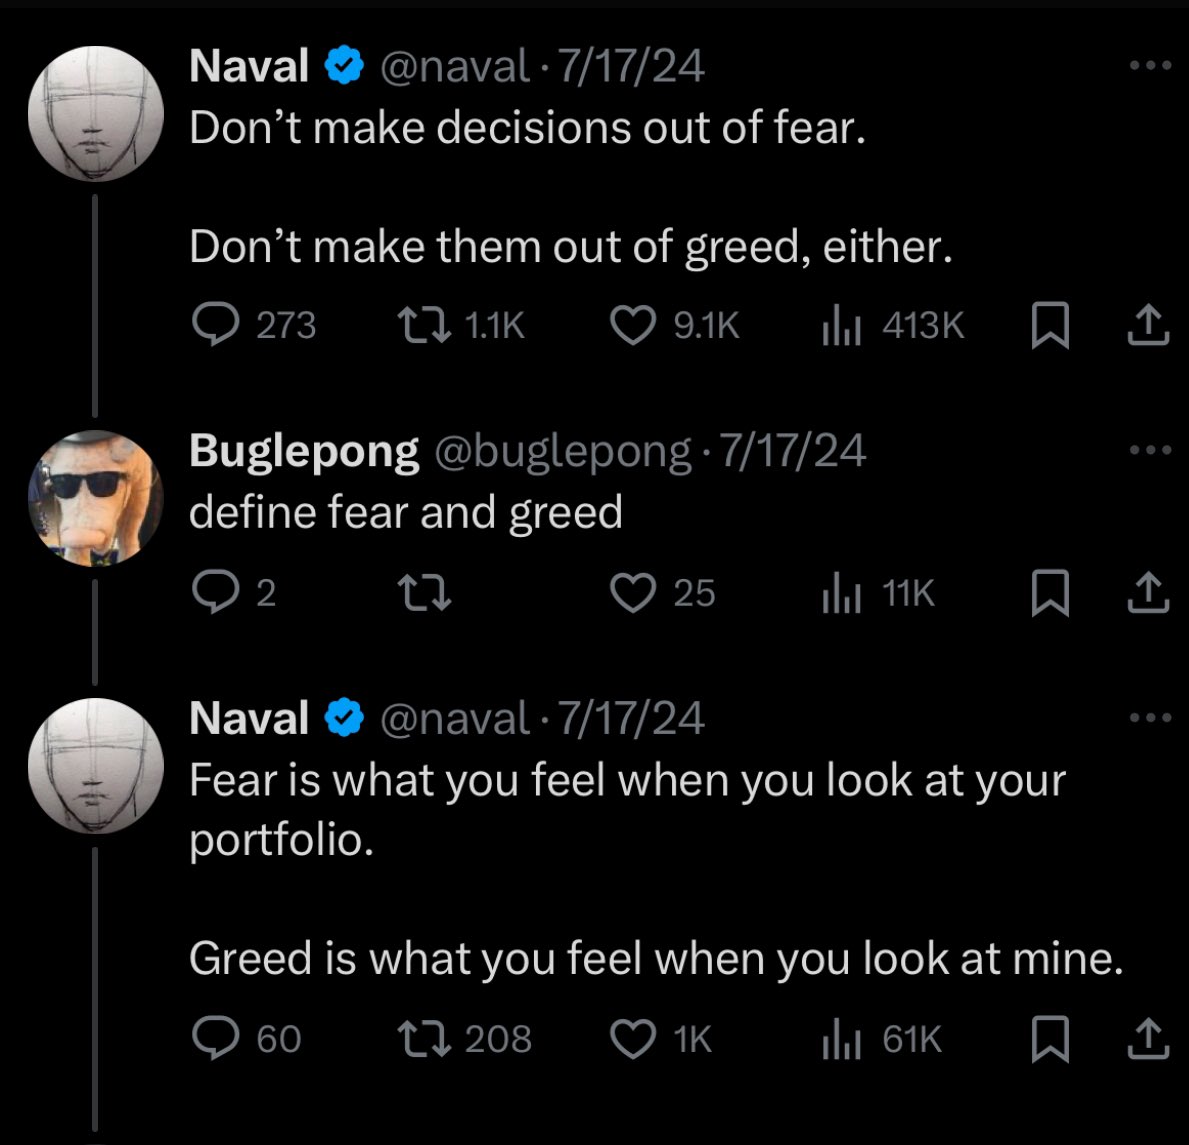 Naval @naval · 7/17/24
Don’t make decisions out of fear.
Don’t make them out of greed, either.
273 1.1K 9.1K 413K
Buglepong @buglepong · 7/17/24
define fear and greed
2 25 11K
Naval @naval · 7/17/24
Fear is what you feel when you look at your
portfolio.
Greed is what you feel when you look at mine.
60 208 1K 61K